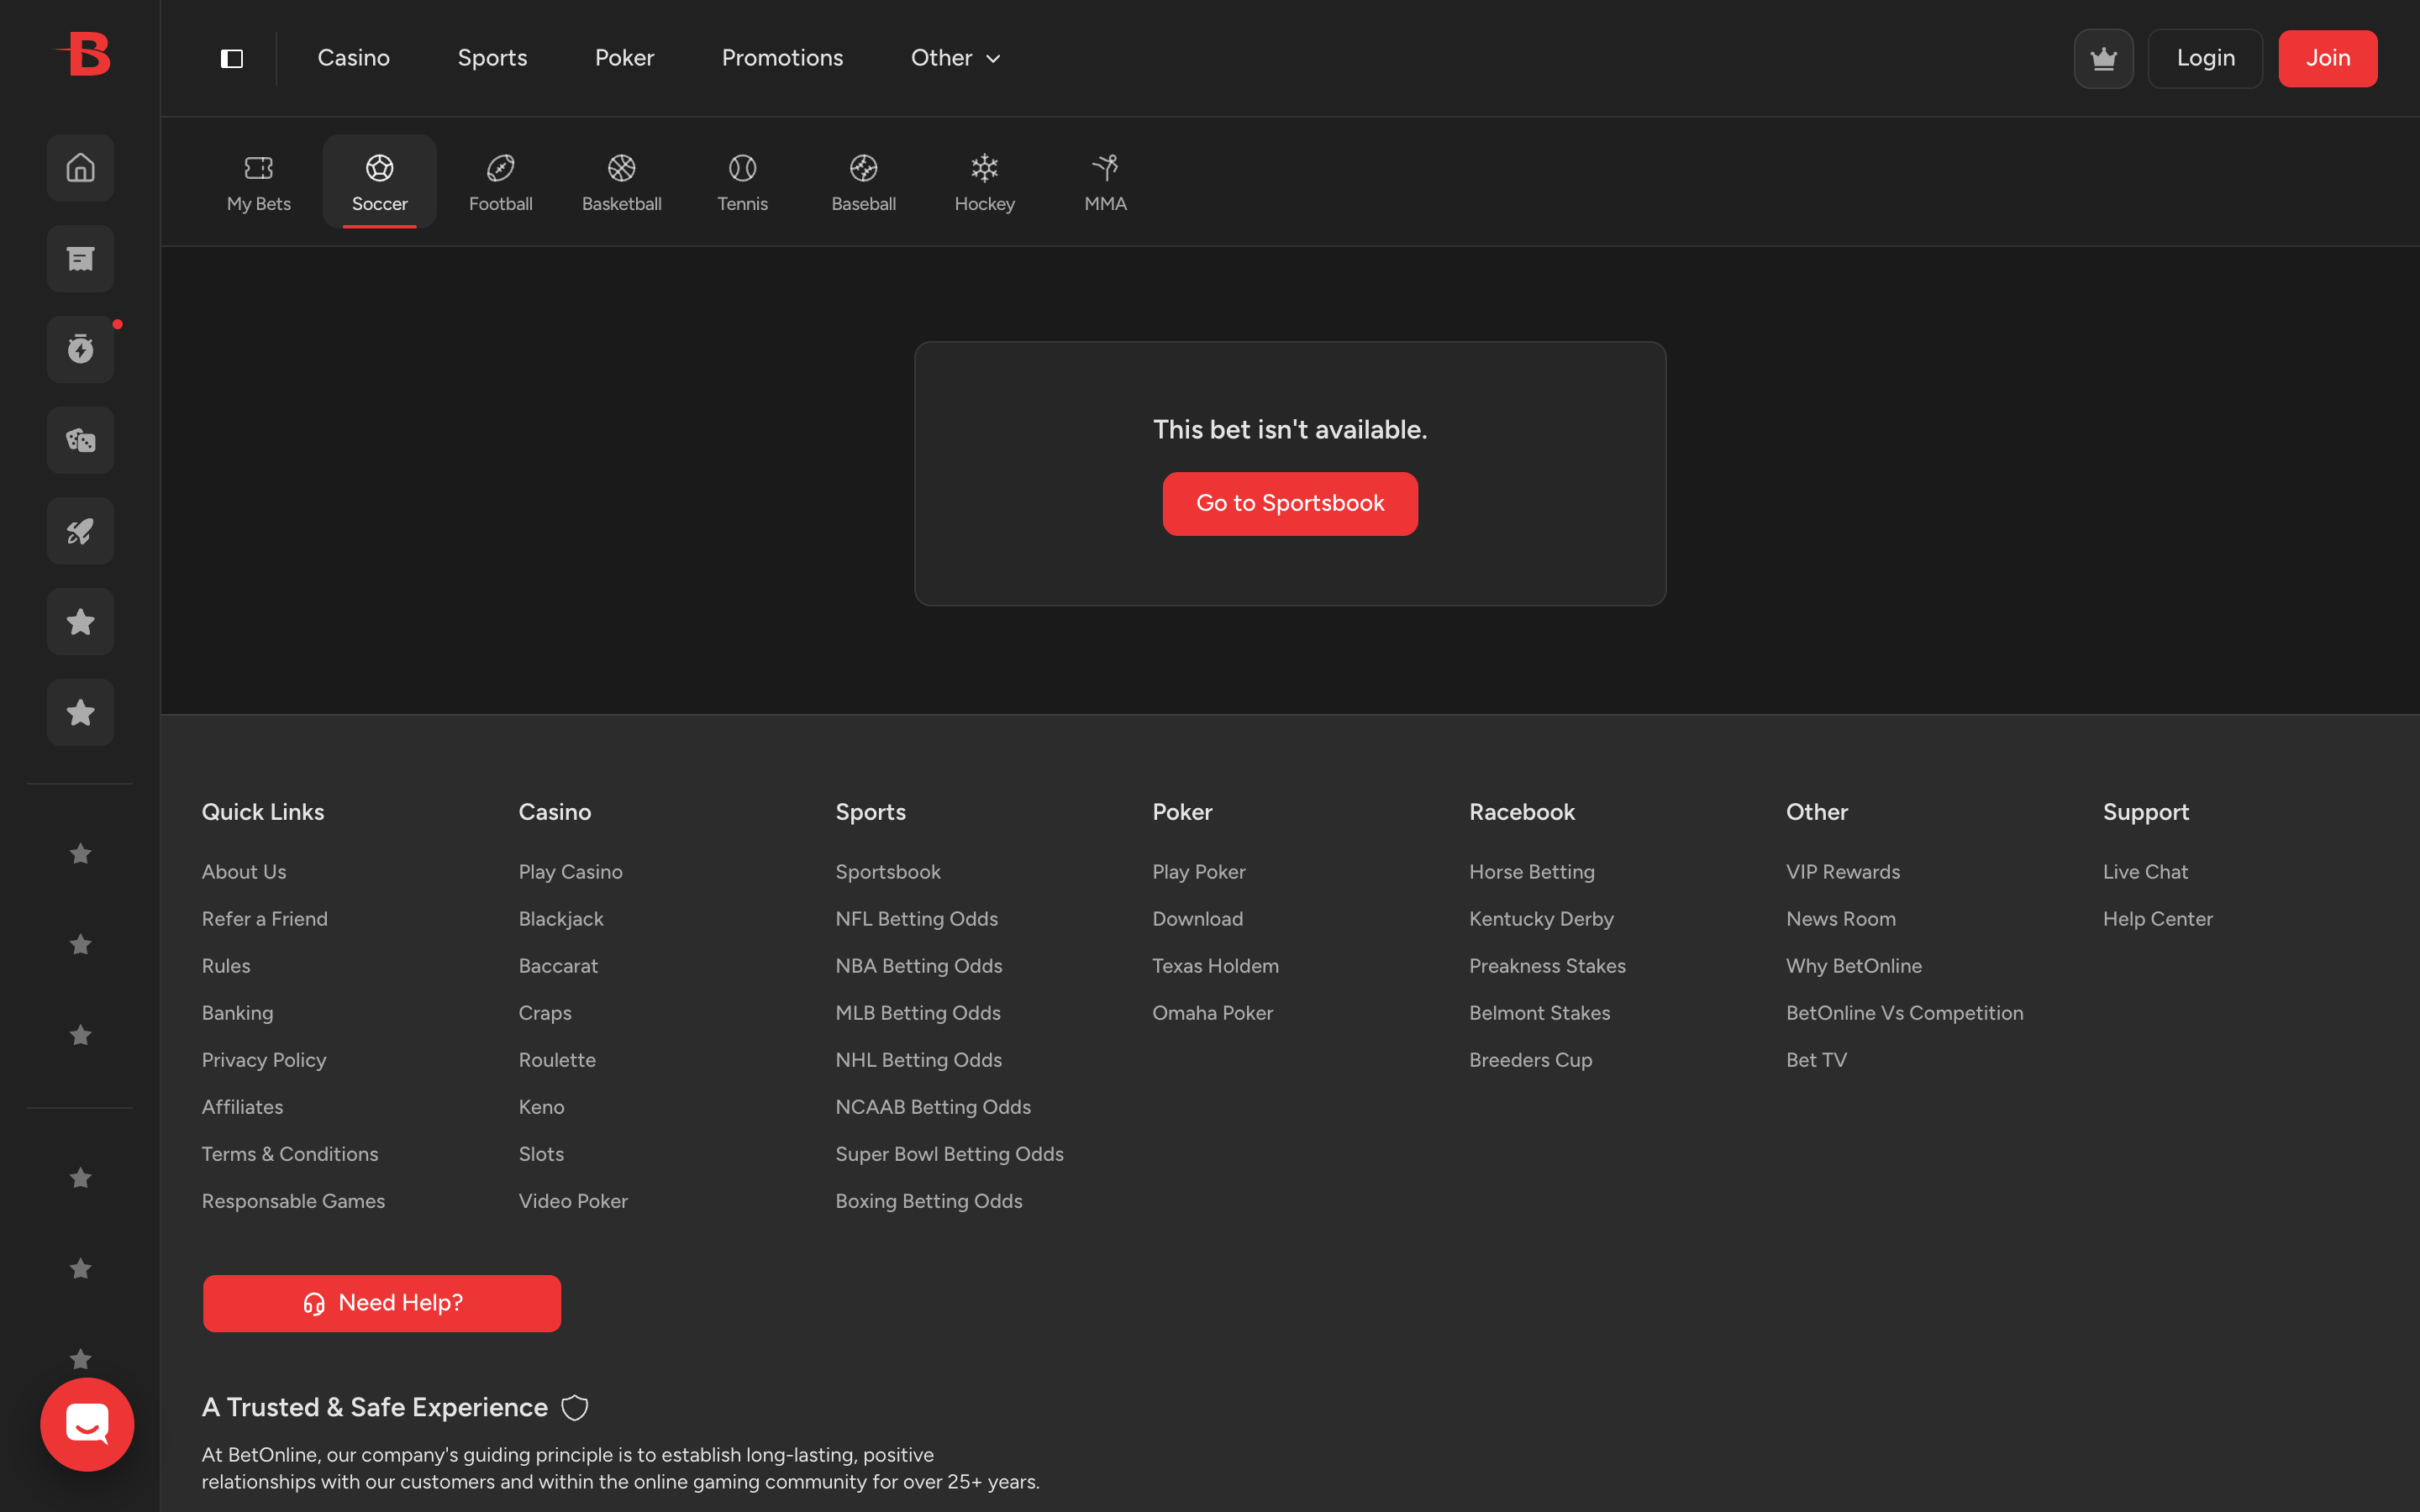 B
Casino
Sports
Poker
Promotions
Other
Login
Join
My Bets
Soccer
Football
Basketball
Tennis
Baseball
Hockey
MMA
This bet isn't available.
Go to Sportsbook
Quick Links
About Us
Refer a Friend
Rules
Banking
Privacy Policy
Affiliates
Terms & Conditions
Responsable Games
Casino
Play Casino
Blackjack
Baccarat
Craps
Roulette
Keno
Slots
Video Poker
Sports
Sportsbook
NFL Betting Odds
NBA Betting Odds
MLB Betting Odds
NHL Betting Odds
NCAAB Betting Odds
Super Bowl Betting Odds
Boxing Betting Odds
Poker
Play Poker
Download
Texas Holdem
Omaha Poker
Racebook
Horse Betting
Kentucky Derby
Preakness Stakes
Belmont Stakes
Breeders Cup
Other
VIP Rewards
News Room
Why BetOnline
BetOnline Vs Competition
Bet TV
Support
Live Chat
Help Center
Need Help?
A Trusted & Safe Experience
At BetOnline, our company's guiding principle is to establish long-lasting, positive
relationships with our customers and within the online gaming community for over 25+ years.